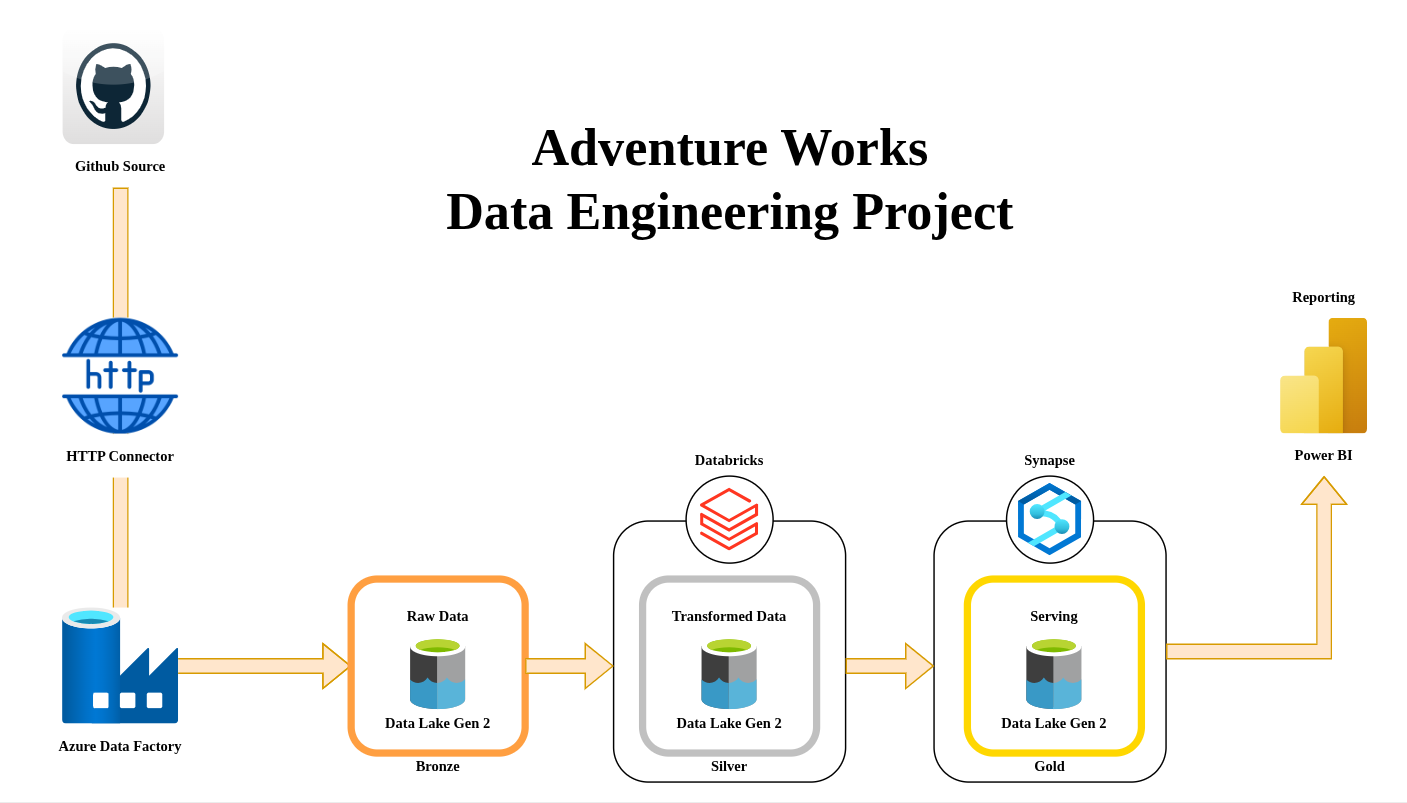 Adventure Works
Data Engineering Project
Github Source
http
HTTP Connector
Azure Data Factory
Raw Data
Data Lake Gen 2
Bronze
Databricks
Transformed Data
Data Lake Gen 2
Silver
Synapse
Serving
Data Lake Gen 2
Gold
Reporting
Power BI